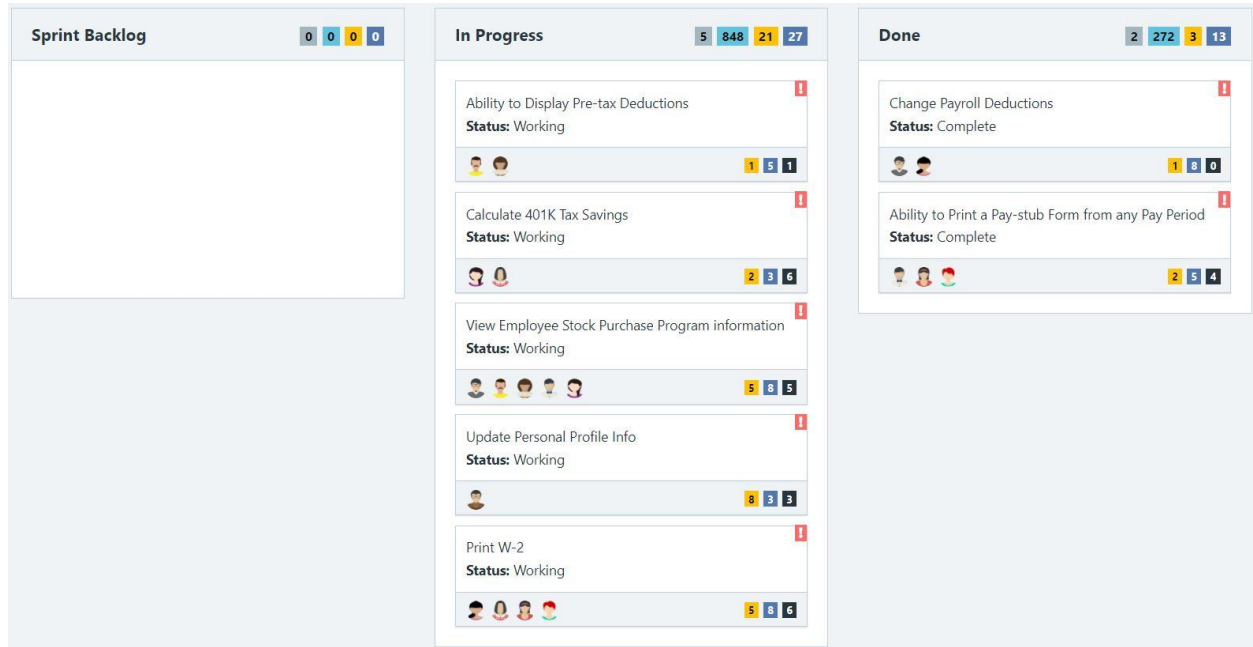 Sprint Backlog 0 0 0 0
In Progress 5 848 21 27
Ability to Display Pre-tax Deductions
Status: Working
1 5 1
Calculate 401K Tax Savings
Status: Working
2 3 6
View Employee Stock Purchase Program information
Status: Working
5 8 5
Update Personal Profile Info
Status: Working
8 3 3
Print W-2
Status: Working
5 8 6
Done 2 272 3 13
Change Payroll Deductions
Status: Complete
1 8 0
Ability to Print a Pay-stub Form from any Pay Period
Status: Complete
2 5 4